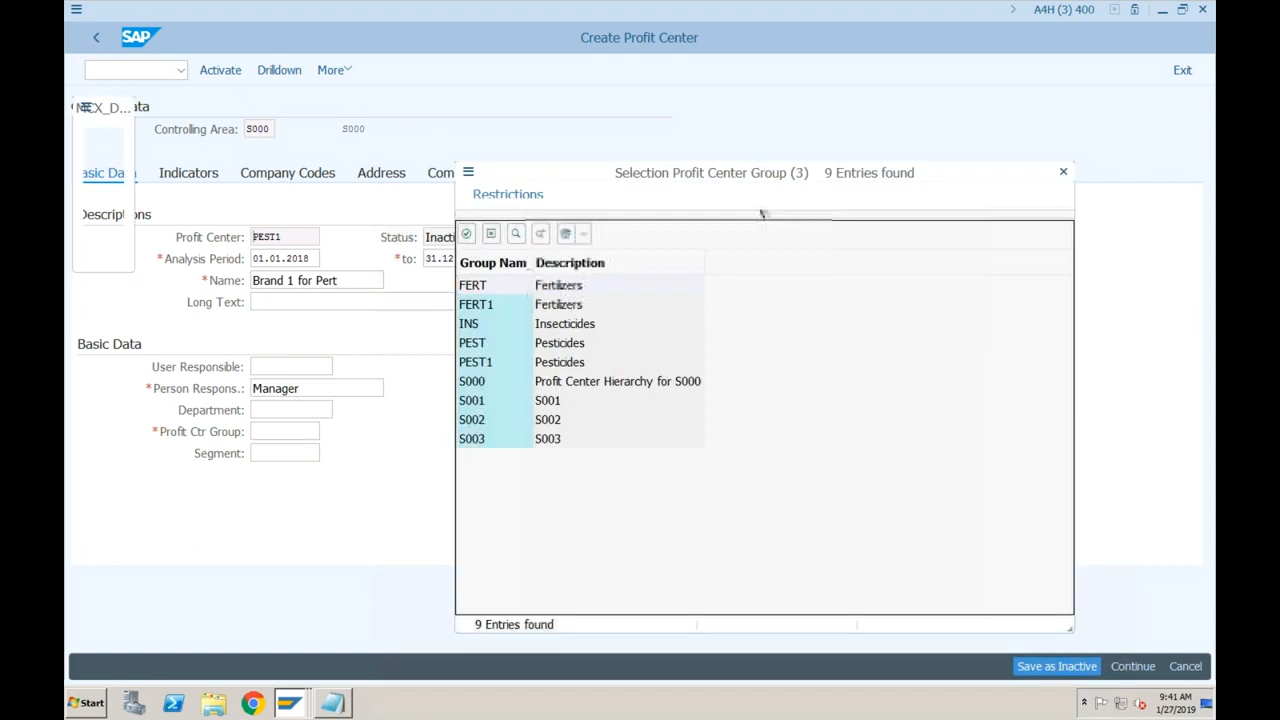 A4H (3) 400
SAP
Create Profit Center
Activate Drilldown More Exit
Controlling Area: S000 S000
Indicators Company Codes Address
Selection Profit Center Group (3) 9 Entries found
Restrictions
Profit Center: PEST1 Status: Inacti
*Analysis Period: 01.01.2018 *to: 31.12
*Name: Brand 1 for Pert
Long Text:
Group Nam Description
FERT Fertilizers
FERT1 Fertilizers
INS Insecticides
PEST Pesticides
PEST1 Pesticides
S000 Profit Center Hierarchy for S000
S001 S001
S002 S002
S003 S003
Basic Data
User Responsible:
*Person Respons.: Manager
Department:
*Profit Ctr Group:
Segment:
9 Entries found
Save as Inactive Continue Cancel
Start
9:41 AM
1/27/2019